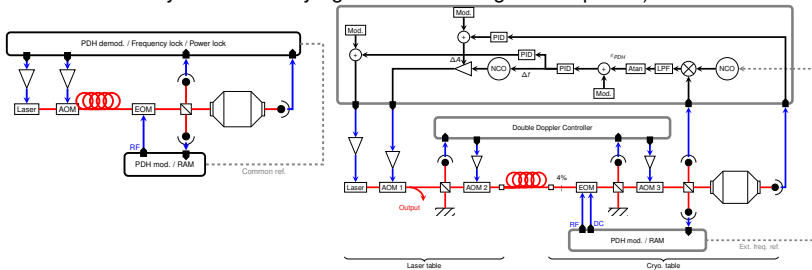 Mod.
Mod.
PID
PDH demod. / Frequency lock / Power lock
ΔA
PID
NCO
Δf
PID
+
ε_PDH
Atan
LPF
NCO
Mod.
Laser
AOM
EOM
RF
PDH mod. / RAM
Common ref.
Double Doppler Controller
Laser
AOM 1
AOM 2
4%
EOM
AOM 3
Output
RF
DC
PDH mod. / RAM
Ext. freq. ref.
Laser table
Cryo. table